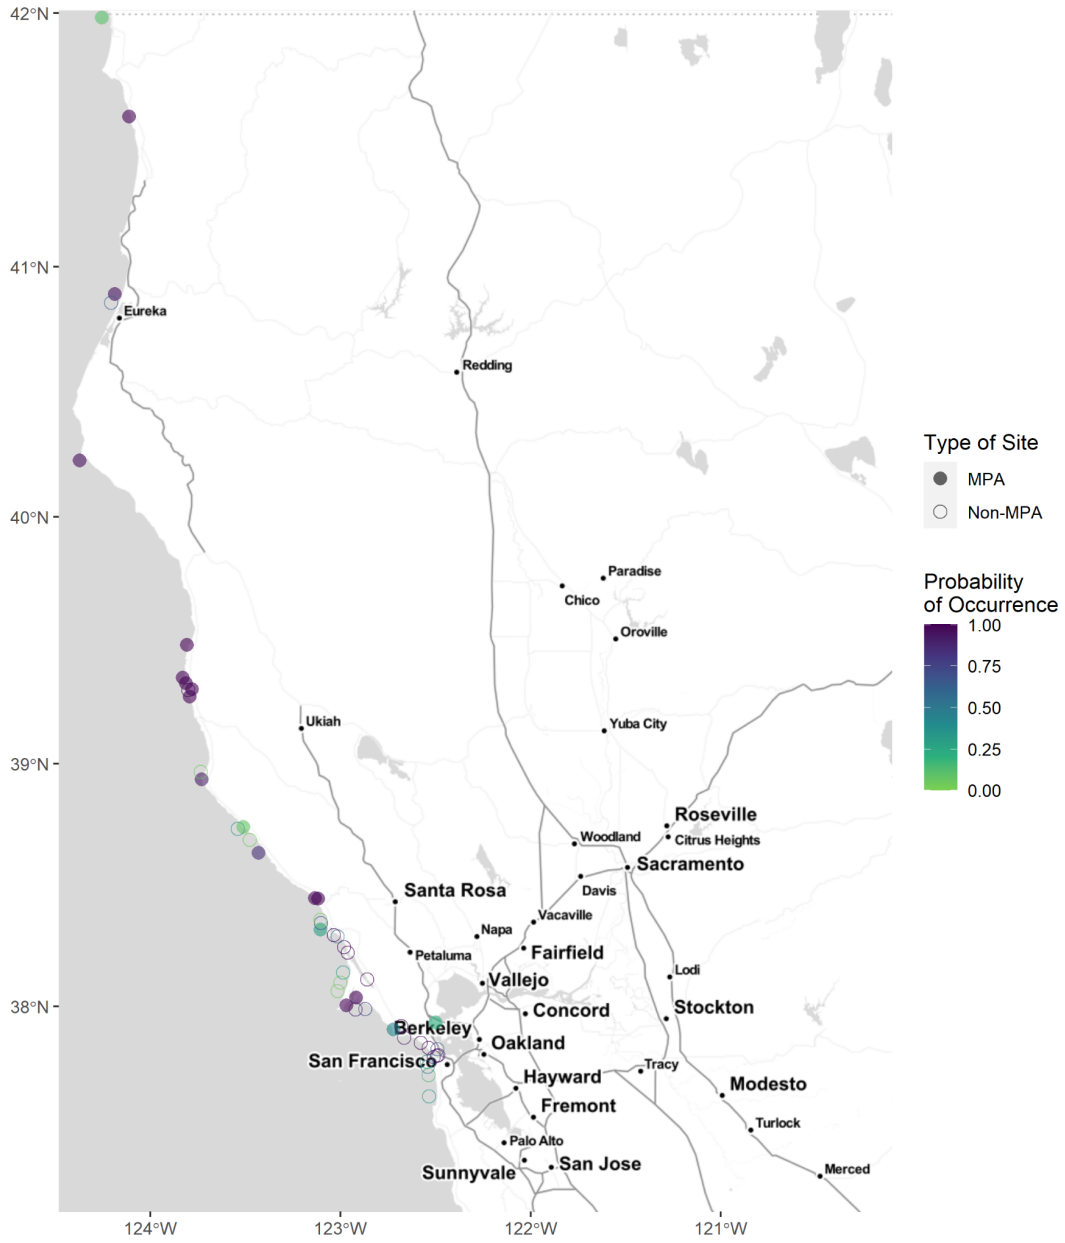 42°N
41°N
Eureka
Redding
40°N
Paradise
Chico
Oroville
Ukiah
Yuba City
39°N
Roseville
Woodland
Citrus Heights
Sacramento
Davis
Santa Rosa
Vacaville
Napa
Fairfield
Petaluma
Lodi
Vallejo
38°N
Concord
Stockton
Berkeley
Oakland
San Francisco
Tracy
Hayward
Modesto
Fremont
Turlock
Palo Alto
San Jose
Sunnyvale
Merced
124°W
123°W
122°W
121°W
Type of Site
MPA
Non-MPA
Probability
of Occurrence
1.00
0.75
0.50
0.25
0.00